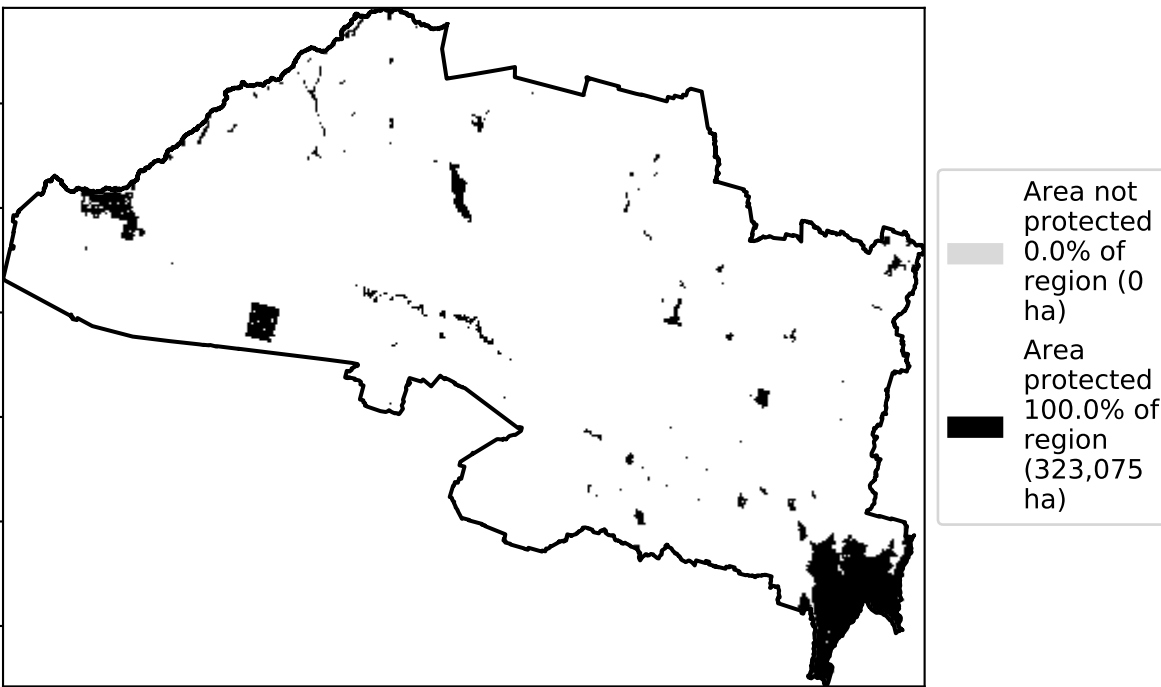 Area not
protected
0.0% of
region (0
ha)
Area
protected
100.0% of
region
(323,075
ha)